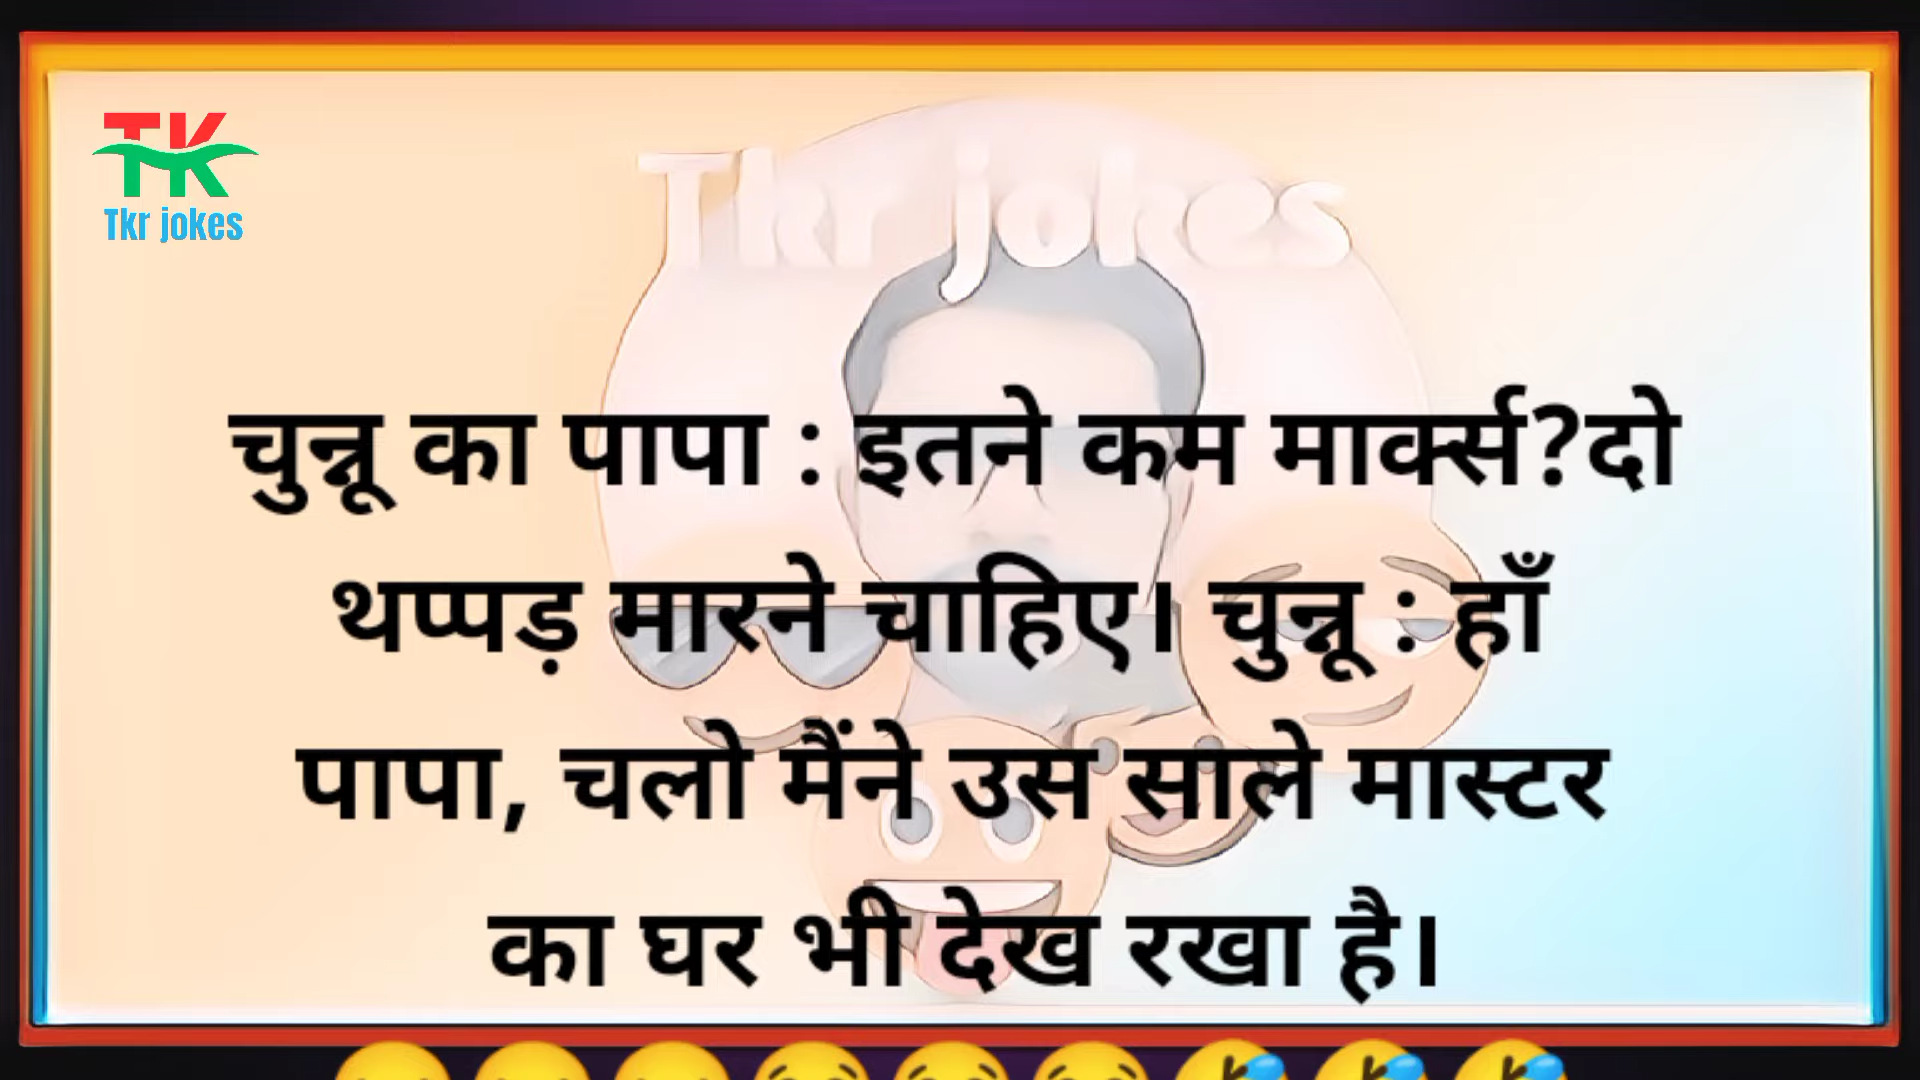 TK
Tkr jokes
Tkr jokes
चुन्नू का पापा : इतने कम मार्क्स?दो
थप्पड़ मारने चाहिए। चुन्नू : हाँ
पापा, चलो मैंने उस साले मास्टर
का घर भी देख रखा है।